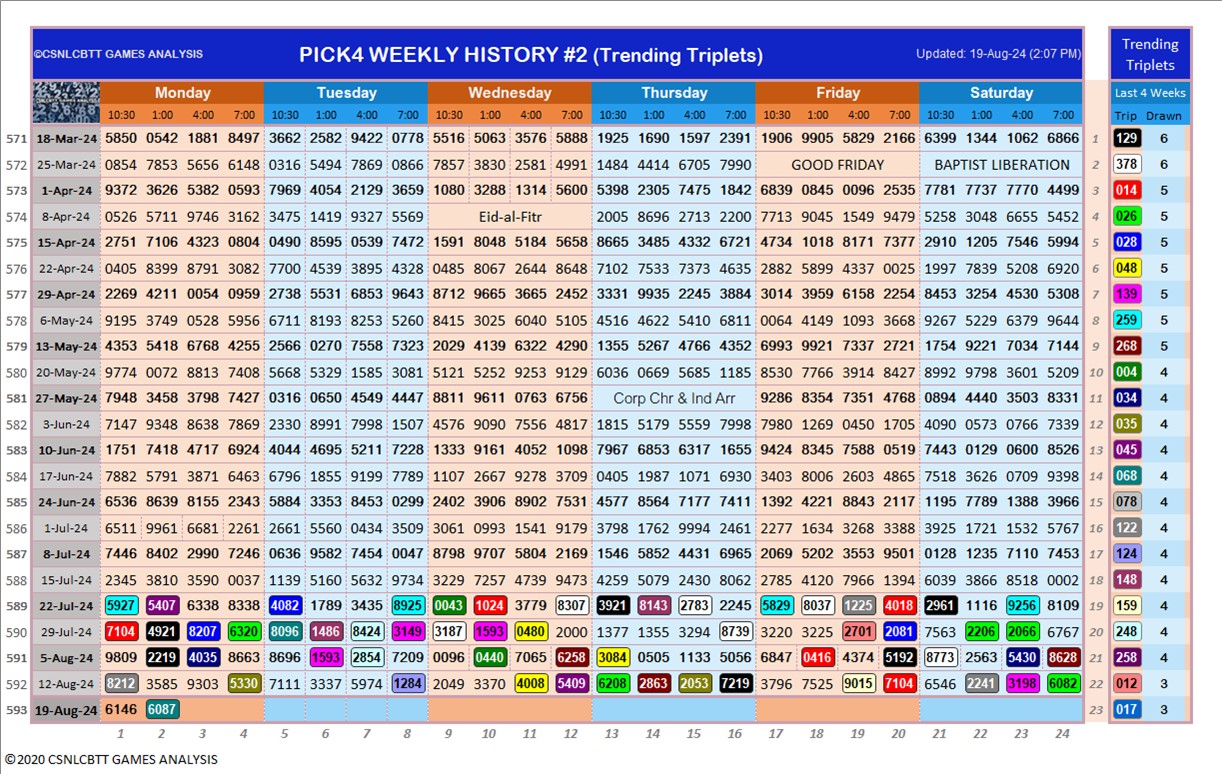 ©CSNLCBTT GAMES ANALYSIS PICK4 WEEKLY HISTORY #2 (Trending Triplets) Updated: 19-Aug-24 (2:07 PM)
Trending
Triplets
Monday Tuesday Wednesday Thursday Friday Saturday Last 4 Weeks
10:30 1:00 4:00 7:00 10:30 1:00 4:00 7:00 10:30 1:00 4:00 7:00 10:30 1:00 4:00 7:00 10:30 1:00 4:00 7:00 10:30 1:00 4:00 7:00 Trip Drawn
571 18-Mar-24 5850 0542 1881 8497 3662 2582 9422 0777 5516 5063 3576 5888 1925 1690 1597 2391 1906 9905 5829 2166 6399 1344 1062 6866 1 129 6
572 25-Mar-24 0854 7853 5656 6148 0316 5494 7869 0866 7857 3830 2581 4991 1484 4414 6705 7990 GOOD FRIDAY BAPTIST LIBERATION 2 378 6
573 1-Apr-24 9372 3626 5382 0593 7969 4054 2129 3659 1080 3288 1314 5600 5398 2305 7475 1842 6839 0845 0096 2535 7781 7737 7770 4499 3 014 5
574 8-Apr-24 0526 5711 9746 3162 3475 1419 9327 5569 Eid-al-Fitr 2005 8696 2713 2200 7713 9045 1549 9479 5258 3048 6655 5452 4 026 5
575 15-Apr-24 2751 7106 4323 0804 0490 8595 0539 7472 1591 8048 5184 5658 8665 3485 4332 6721 4734 1018 8171 7377 2910 1205 7546 5994 5 028 5
576 22-Apr-24 0405 8399 8791 3082 7700 4539 3895 4328 0485 8067 2644 8648 7102 7533 7373 4635 2882 5899 4337 0025 1997 7839 5208 6920 6 048 5
577 29-Apr-24 2269 4211 0054 0959 2738 5531 6853 9643 9712 9665 3665 2452 3331 9935 2245 3884 3014 3959 6158 2254 8453 3254 4530 5308 7 139 5
578 6-May-24 9195 3749 0528 5956 6711 8193 8253 5260 8415 3025 6040 5105 4516 4622 5410 6811 0064 4149 1093 3668 9267 5229 6379 9644 8 259 5
579 13-May-24 4353 5418 6768 4255 2566 0270 7558 7323 9029 4139 6322 4290 1355 5267 4766 4352 6993 9921 7337 2721 1754 9221 7034 7144 9 268 5
580 20-May-24 9774 0072 8813 7408 5668 5329 1585 3081 5121 5252 9253 9129 6036 0669 5685 1185 8530 7766 3914 8427 8992 9798 3601 5209 10 004 4
581 27-May-24 7948 3458 3798 7427 0316 0650 4549 4447 8811 9611 0763 6756 Corp Chr & Ind Arr 9286 8354 7351 4768 0894 4440 3503 8331 11 034 4
582 3-Jun-24 7147 9348 8638 7869 2330 8991 7998 1507 4576 9090 7556 4817 1815 5179 5559 7998 7980 1269 0450 1705 4090 0573 0766 7339 12 035 4
583 10-Jun-24 1751 7418 4717 6924 4044 4695 5211 7228 1333 9161 4052 1098 7967 6853 6317 1655 9424 8345 7588 0519 7443 0129 0600 8526 13 045 4
584 17-Jun-24 7882 5791 3871 6463 6796 1855 9199 7781 1107 2667 9278 3709 0405 1987 1071 6930 3403 8006 2603 4865 7518 3626 0709 9398 14 068 4
585 24-Jun-24 6536 8639 8155 2343 5884 3353 8453 0299 2402 3906 8902 7531 4577 8564 7177 7411 1392 4221 8843 2117 1195 7789 1388 3966 15 078 4
586 1-Jul-24 6511 9961 6681 2261 2661 5560 0434 3509 3061 0993 1541 9179 3798 1762 9994 2461 2277 1634 3268 3388 3925 1721 1532 5767 16 122 4
587 8-Jul-24 7446 8402 2990 7246 0636 9582 7454 0047 8798 9707 5804 2169 1546 5852 4431 6965 2069 5202 3553 9501 0128 1235 7110 7453 17 124 4
588 15-Jul-24 2345 3810 3590 0037 1139 5160 5632 9734 3229 7257 4739 9473 4259 5079 2430 8062 2785 4120 7966 1394 6039 3866 8518 0002 18 148 4
589 22-Jul-24 5927 5407 6338 8338 4082 1789 3435 8925 0043 1024 3779 8307 3921 8143 2783 2245 5829 8037 1225 4018 2961 1116 9256 8109 19 159 4
590 29-Jul-24 7104 4921 8207 6320 8096 1486 8424 3149 3187 1593 0480 2000 1377 1355 3294 8739 3220 3225 2701 2081 7563 2206 2066 6767 20 248 4
591 5-Aug-24 9809 2219 4035 8663 8696 1593 2854 7209 0096 0440 7065 6258 3084 0505 1133 5056 6847 0416 4374 5192 8773 2563 5430 8628 21 258 4
592 12-Aug-24 8212 3585 9303 5330 7111 3337 5974 1284 2049 3370 4008 5409 6208 2863 2053 7219 3796 7525 9015 7104 6546 2241 3198 6082 22 012 3
593 19-Aug-24 6146 6087 23 017 3
1 2 3 4 5 6 7 8 9 10 11 12 13 14 15 16 17 18 19 20 21 22 23 24
©2020 CSNLCBTT GAMES ANALYSIS